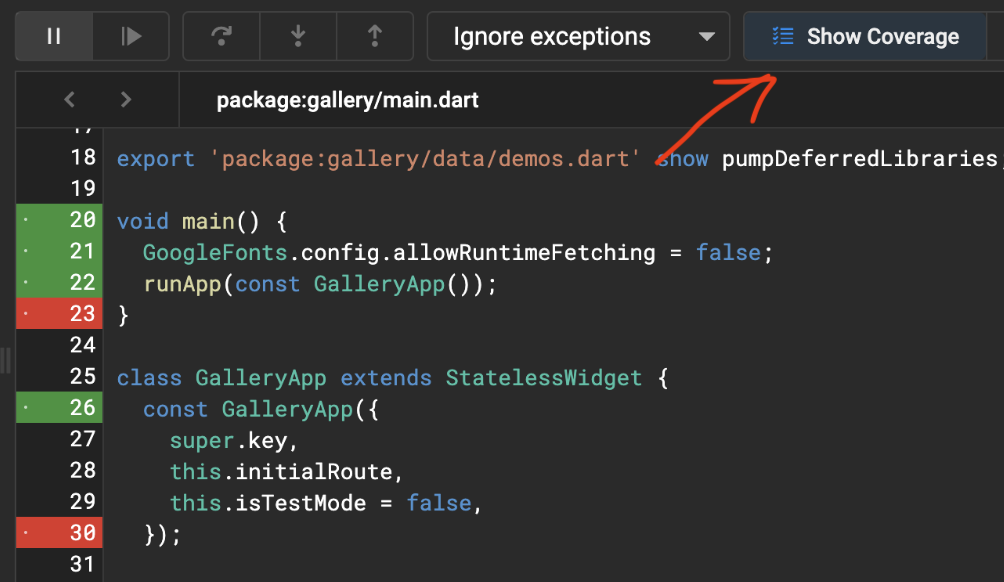 Ignore exceptions
Show Coverage
package:gallery/main.dart
17
18 export 'package:gallery/data/demos.dart' show pumpDeferredLibraries;
19
20 void main() {
21 GoogleFonts.config.allowRuntimeFetching = false;
22 runApp(const GalleryApp());
23 }
24
25 class GalleryApp extends StatelessWidget {
26 const GalleryApp({
27 super.key,
28 this.initialRoute,
29 this.isTestMode = false,
30 });
31